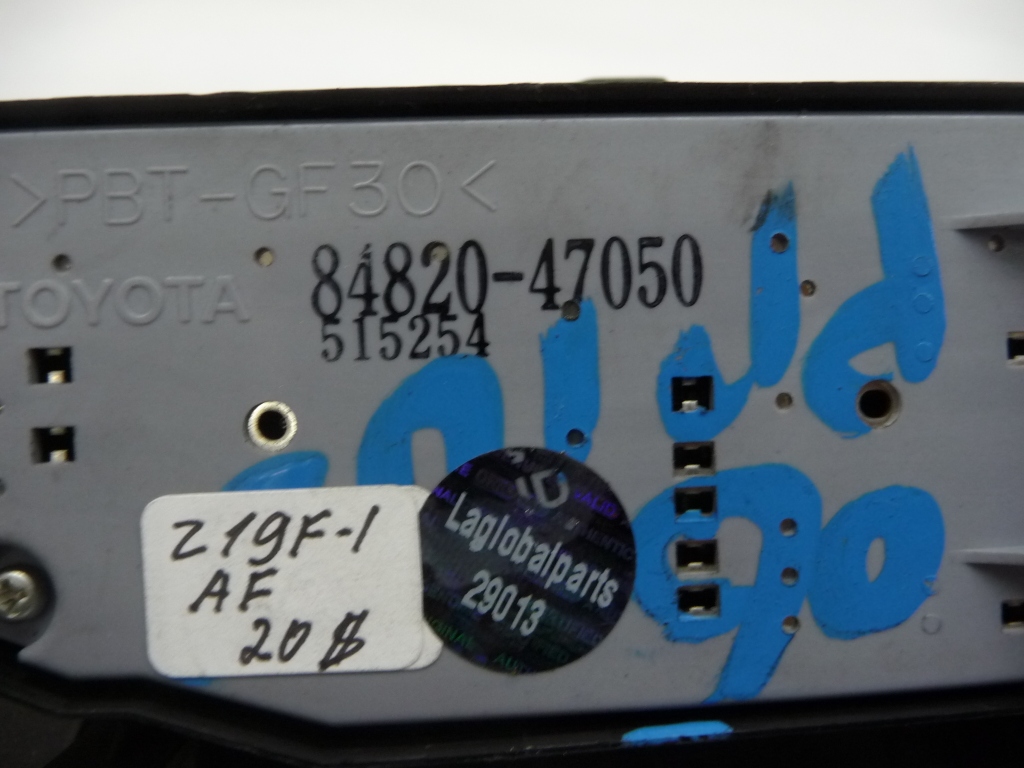 >PBT-GF30<
84820-47050
TOYOTA
515254
Z19F-1
AF
20 $
Laglobalparts
29013